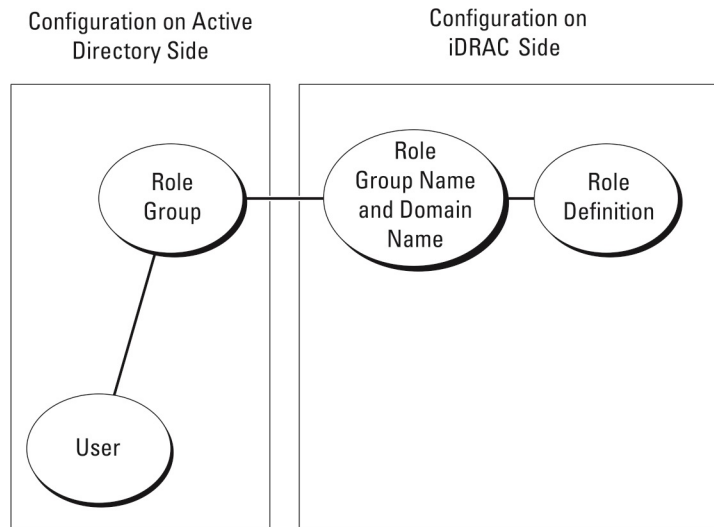 Configuration on Active
Directory Side
Configuration on
iDRAC Side
Role
Group
Role
Group Name
and Domain
Name
Role
Definition
User